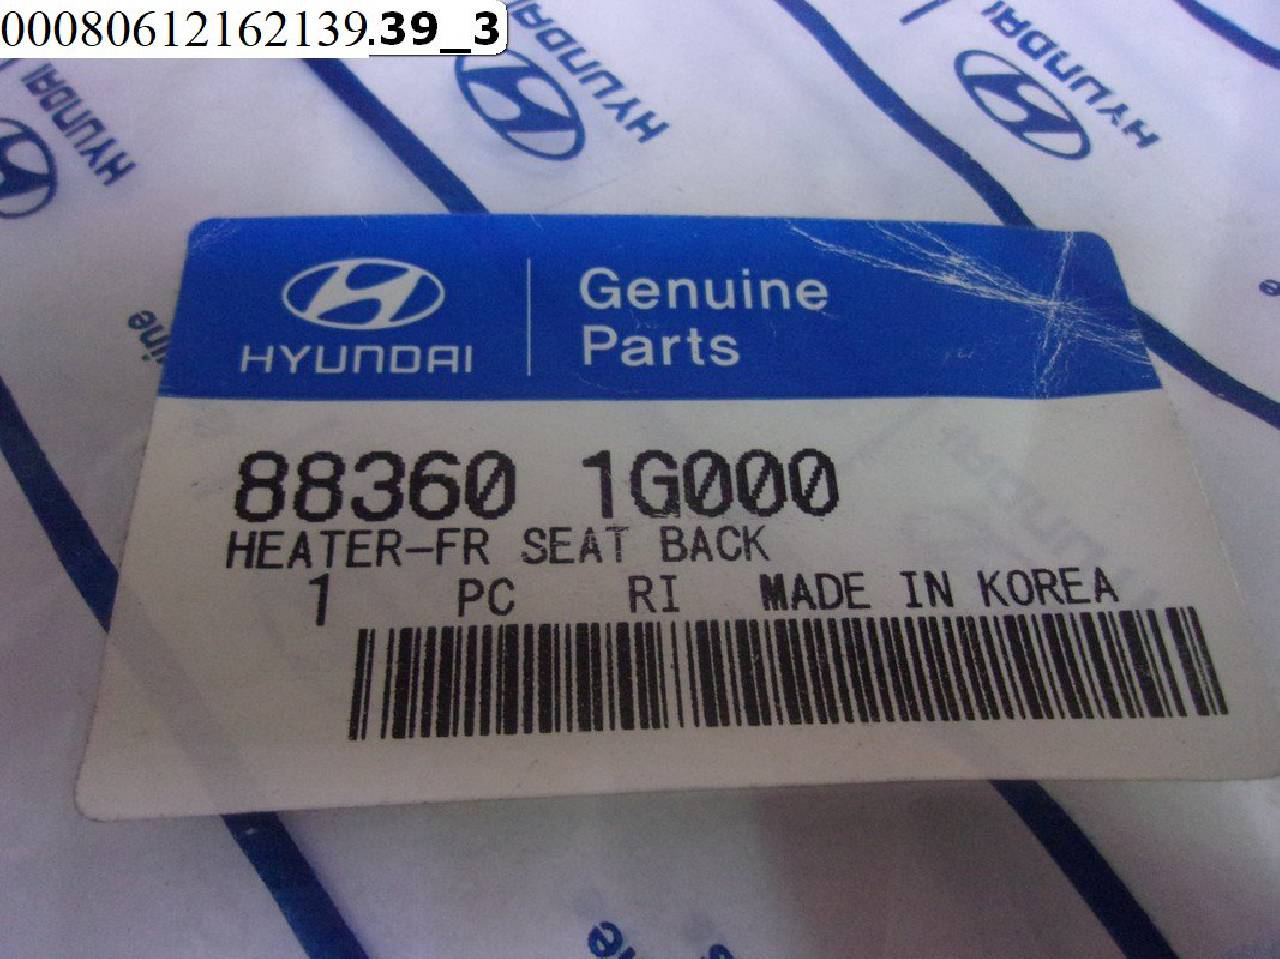 00080612162139.39_3
HYUNDAI
HYUNDAI
HYUNDAI
HYUNDAI
Genuine
Parts
88360 1G000
HEATER-FR SEAT BACK
1 PC RI MADE IN KOREA